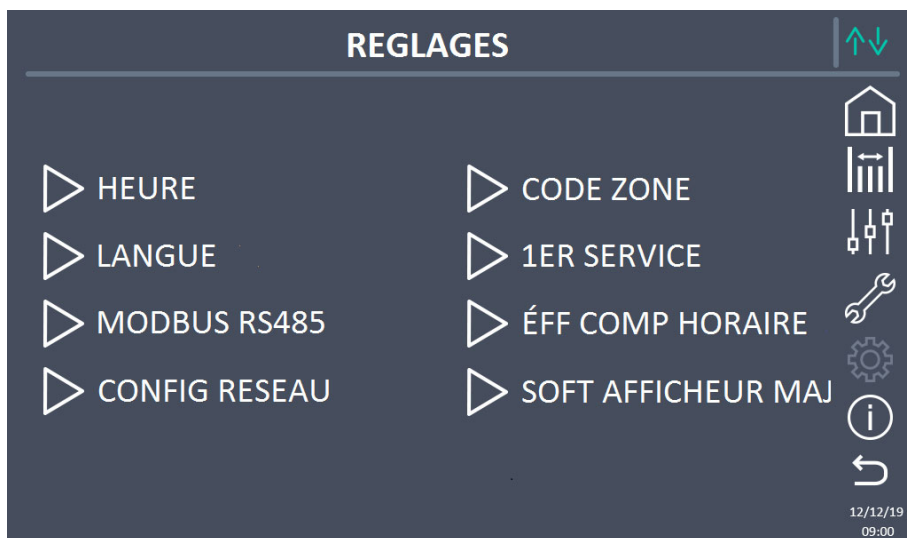 REGLAGES
HEURE
LANGUE
MODBUS RS485
CONFIG RESEAU
CODE ZONE
1ER SERVICE
ÉFF COMP HORAIRE
SOFT AFFICHEUR MAJ
12/12/19
09:00